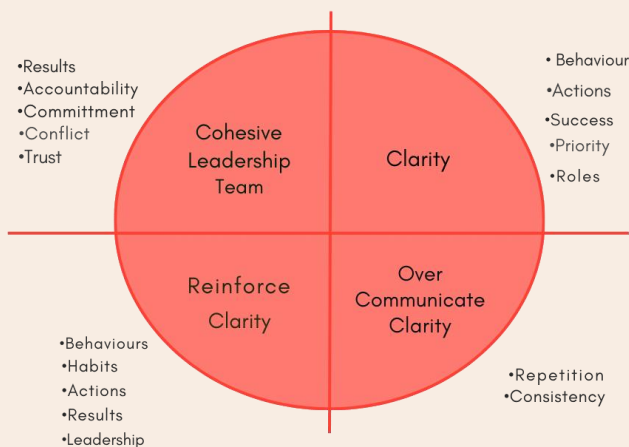 •Results
•Accountability
•Committment
•Conflict
•Trust
Cohesive
Leadership
Team
Clarity
• Behaviour
•Actions
•Success
•Priority
•Roles
Reinforce
Clarity
•Behaviours
•Habits
•Actions
•Results
•Leadership
Over
Communicate
Clarity
•Repetition
•Consistency